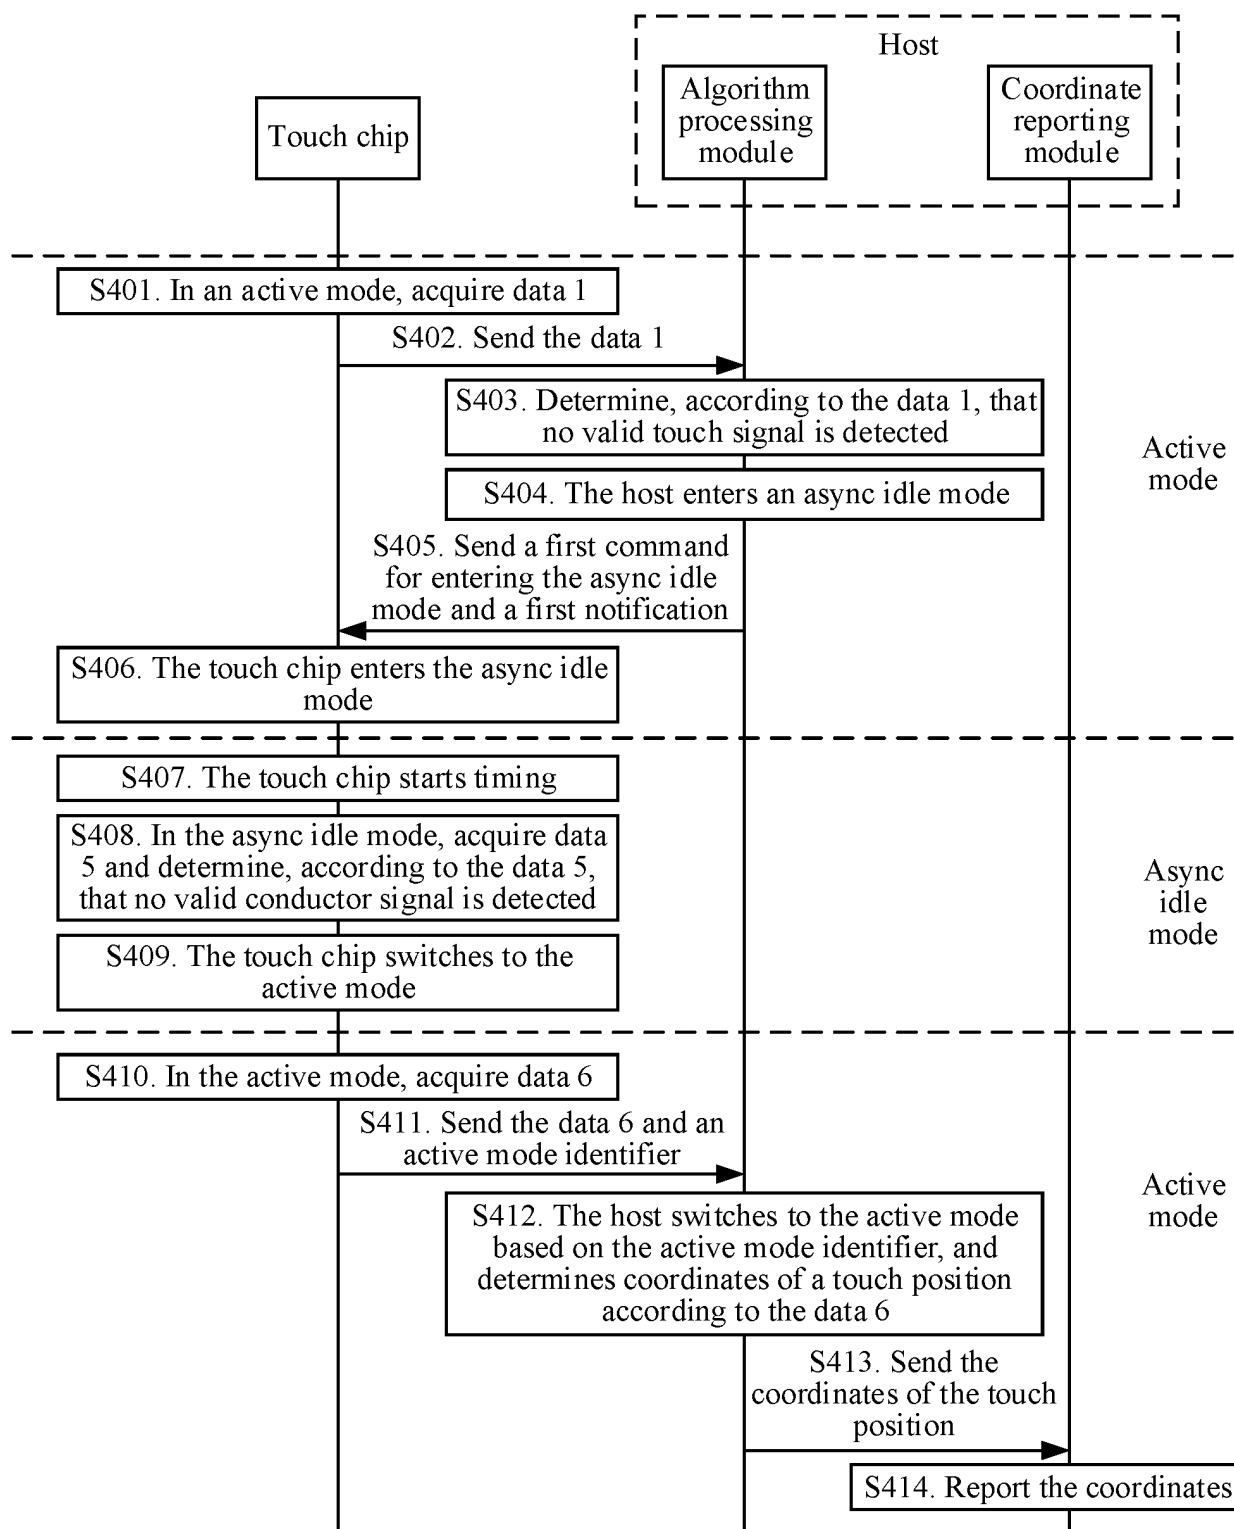 Host
Touch chip
Algorithm
processing
module
Coordinate
reporting
module
S401. In an active mode, acquire data 1
S402. Send the data 1
S403. Determine, according to the data 1, that
no valid touch signal is detected
Active
mode
S404. The host enters an async idle mode
S405. Send a first command
for entering the async idle
mode and a first notification
S406. The touch chip enters the async idle
mode
S407. The touch chip starts timing
S408. In the async idle mode, acquire data
5 and determine, according to the data 5,
that no valid conductor signal is detected
Async
idle
mode
S409. The touch chip switches to the
active mode
S410. In the active mode, acquire data 6
S411. Send the data 6 and an
active mode identifier
Active
mode
S412. The host switches to the active mode
based on the active mode identifier, and
determines coordinates of a touch position
according to the data 6
S413. Send the
coordinates of the touch
position
S414. Report the coordinates